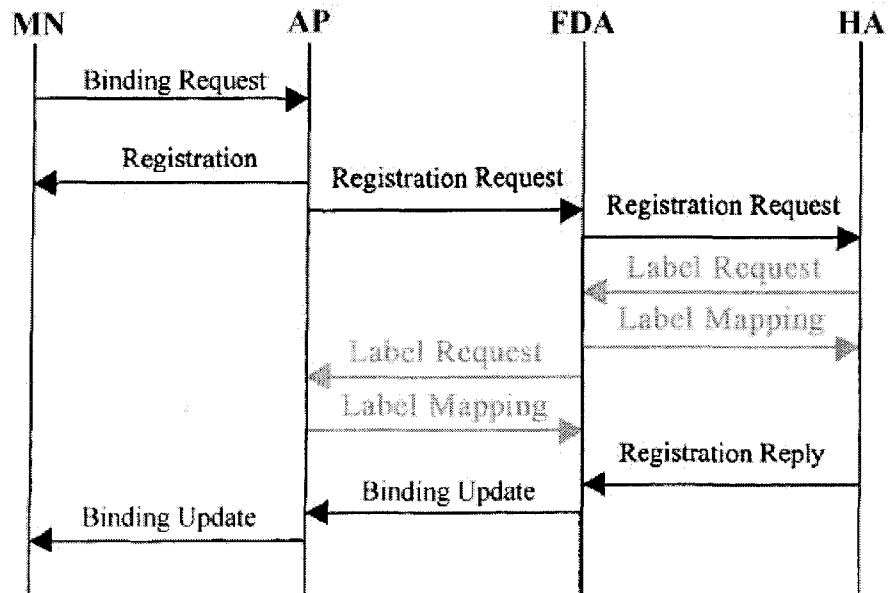 MN AP FDA HA
Binding Request
Registration
Registration Request
Registration Request
Label Request
Label Mapping
Label Request
Label Mapping
Registration Reply
Binding Update
Binding Update